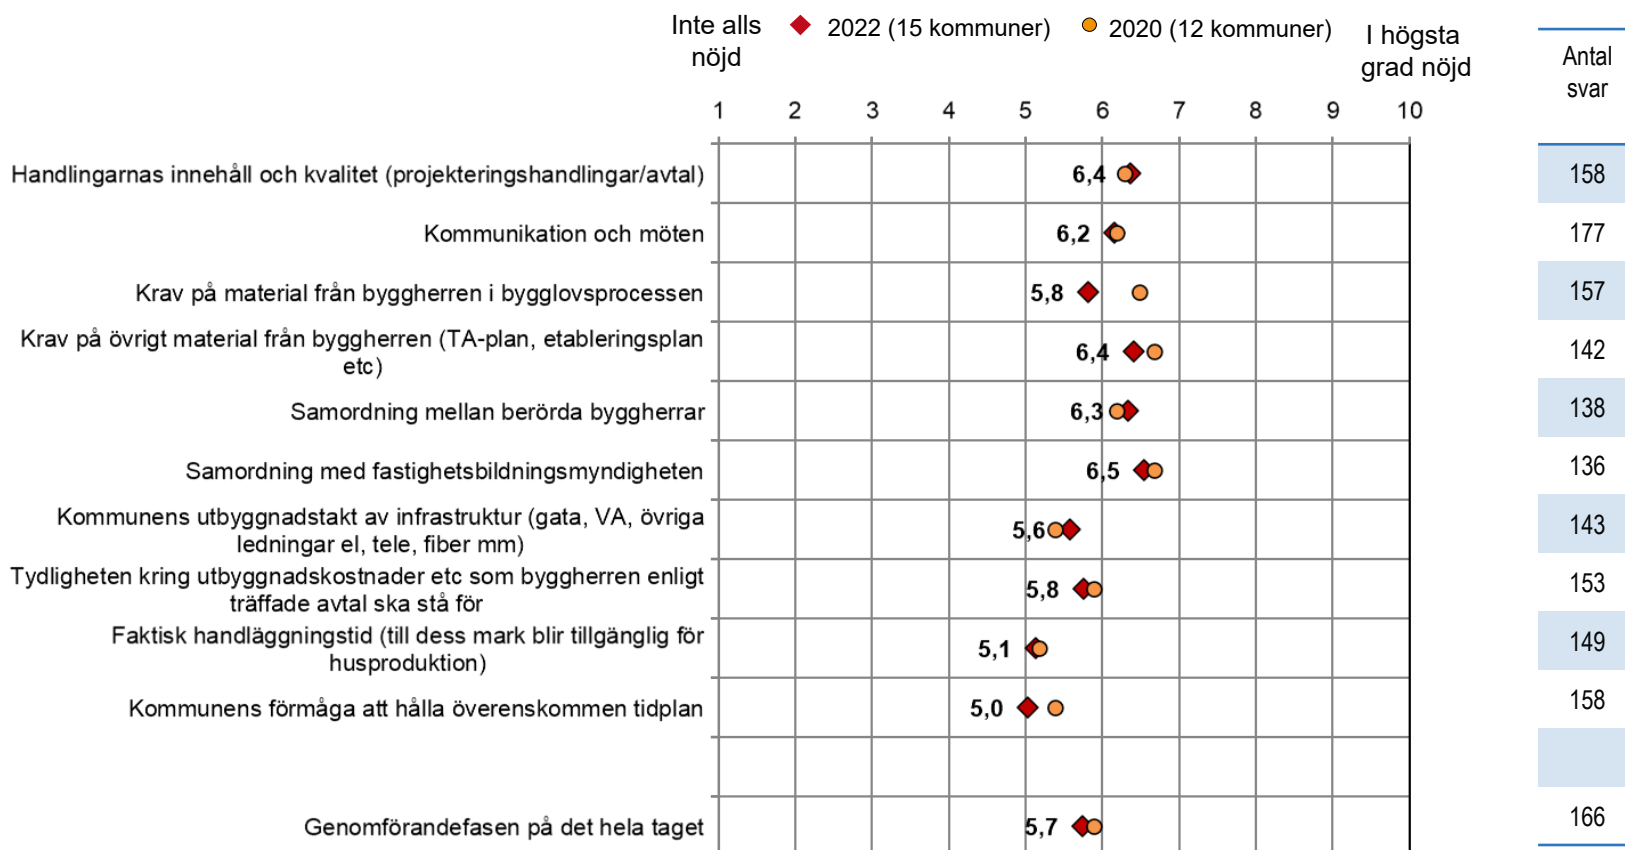 Inte alls
nöjd
2022 (15 kommuner)
2020 (12 kommuner)
I högsta
grad nöjd
Antal
svar
1 2 3 4 5 6 7 8 9 10
Handlingarnas innehåll och kvalitet (projekteringshandlingar/avtal)
6,4
158
Kommunikation och möten
6,2
177
Krav på material från byggherren i bygglovsprocessen
5,8
157
Krav på övrigt material från byggherren (TA-plan, etableringsplan
etc)
6,4
142
Samordning mellan berörda byggherrar
6,3
138
Samordning med fastighetsbildningsmyndigheten
6,5
136
Kommunens utbyggnadstakt av infrastruktur (gata, VA, övriga
ledningar el, tele, fiber mm)
5,6
143
Tydligheten kring utbyggnadskostnader etc som byggherren enligt
träffade avtal ska stå för
5,8
153
Faktisk handläggningstid (till dess mark blir tillgänglig för
husproduktion)
5,1
149
Kommunens förmåga att hålla överenskommen tidplan
5,0
158
Genomförandefasen på det hela taget
5,7
166